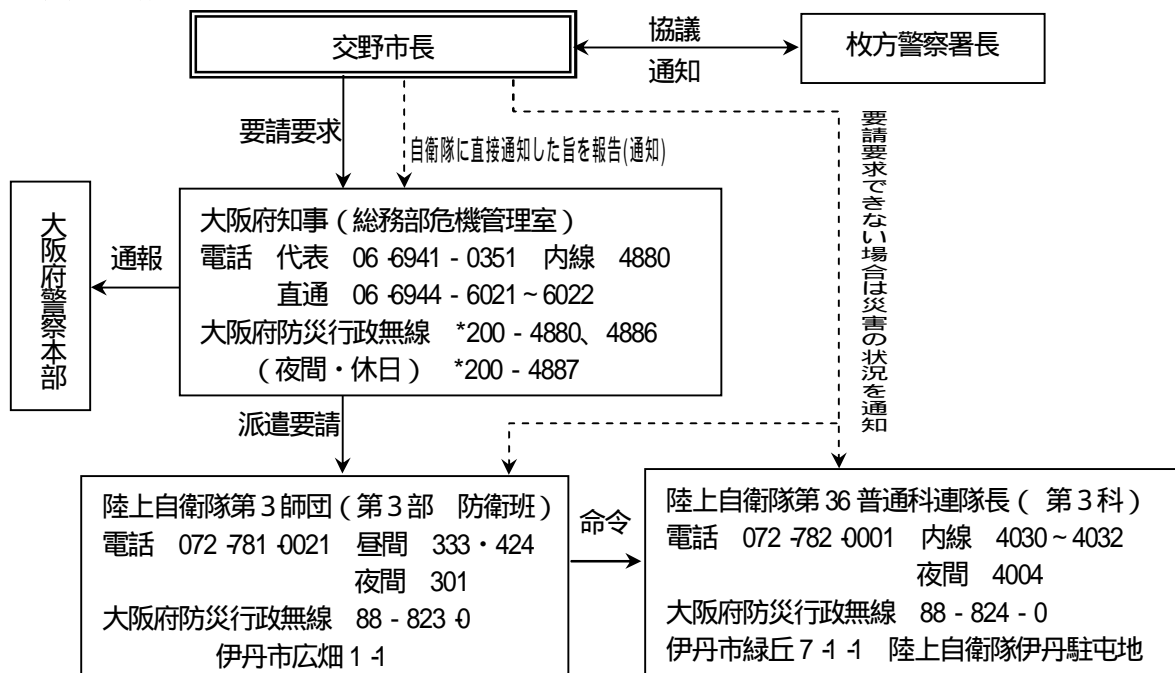 交野市長
協議
通知
枚方警察署長
要請要求
自衛隊に直接通知した旨を報告(通知)
要請要求できない場合は災害の状況を通知
大阪府警察本部
通報
大阪府知事(総務部危機管理室)
電話 代表 06-6941-0351 内線 4880
直通 06-6944-6021~6022
大阪府防災行政無線 *200-4880、4886
(夜間・休日) *200-4887
派遣要請
陸上自衛隊第3師団(第3部 防衛班)
電話 072-781-0021 昼間 333・424
夜間 301
大阪府防災行政無線 88-823-0
伊丹市広畑1-1
命令
陸上自衛隊第36普通科連隊長( 第3科)
電話 072-782-0001 内線 4030~4032
夜間 4004
大阪府防災行政無線 88-824-0
伊丹市緑丘7-1-1 陸上自衛隊伊丹駐屯地